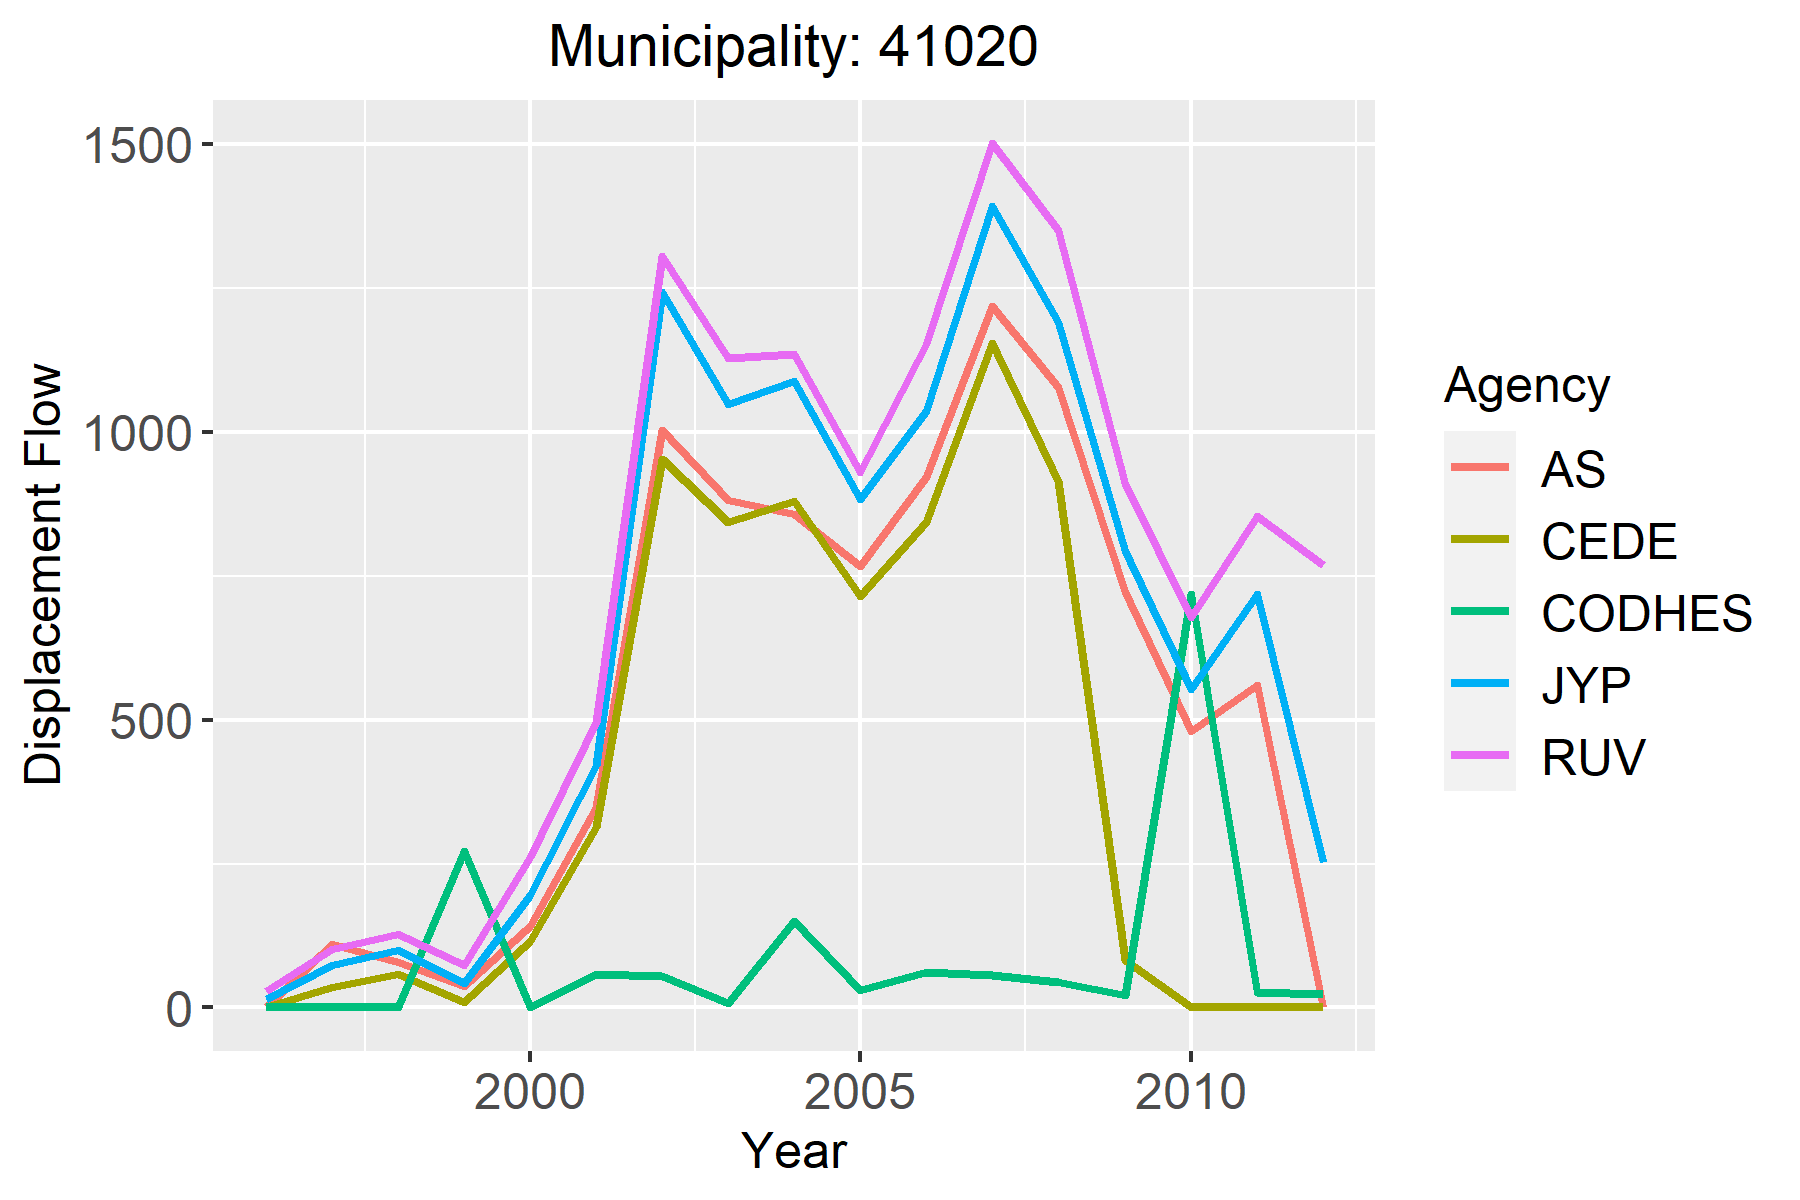 Municipality: 41020
1500
1000
500
0
Displacement Flow
2000 2005 2010
Year
Agency
AS
CEDE
CODHES
JYP
RUV